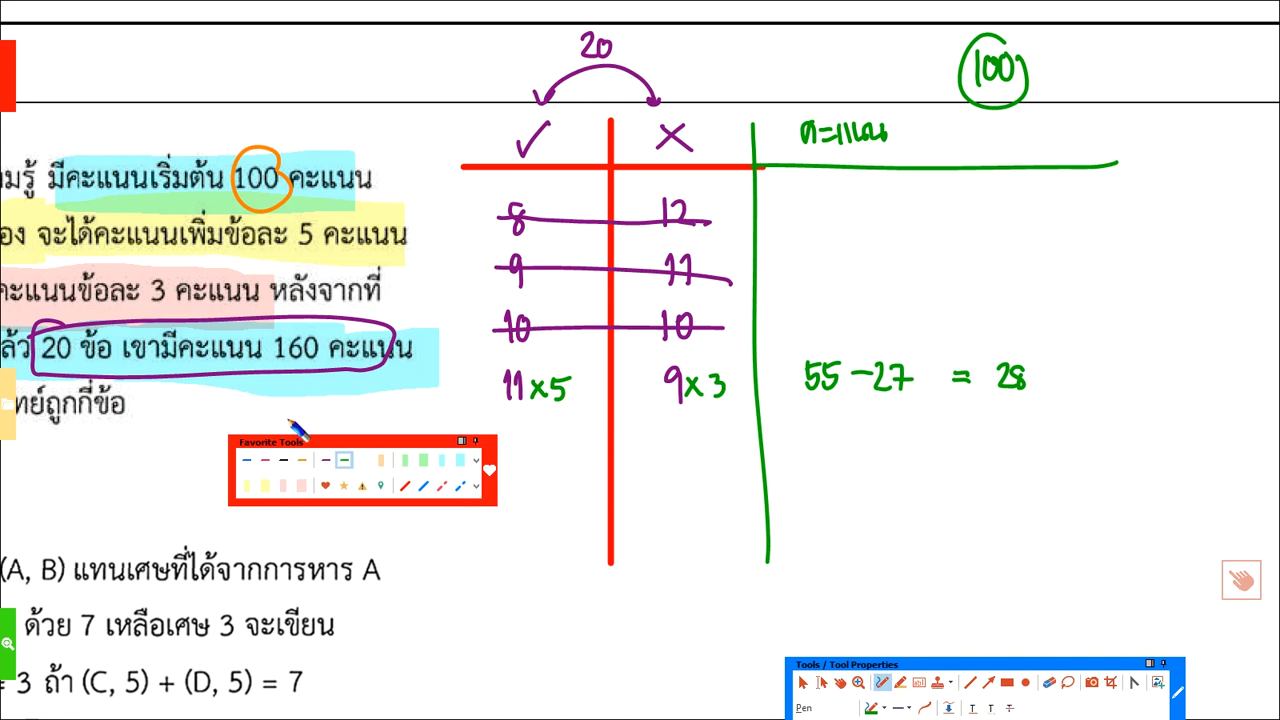 20
100
✓ × คะแนน
มรู้ มีคะแนนเริ่มต้น 100 คะแนน
8 12
อง จะได้คะแนนเพิ่มข้อละ 5 คะแนน
9 11
คะแนนข้อละ 3 คะแนน หลังจากที่
10 10
ล้ว 20 ข้อ เขามีคะแนน 160 คะแนน
11 × 5 9 × 3 55 - 27 = 28
ทย์ถูกกี่ข้อ
Favorite Tools
(A, B) แทนเศษที่ได้จากการหาร A
ด้วย 7 เหลือเศษ 3 จะเขียน
= 3 ถ้า (C, 5) + (D, 5) = 7
Tools / Tool Properties
Pen